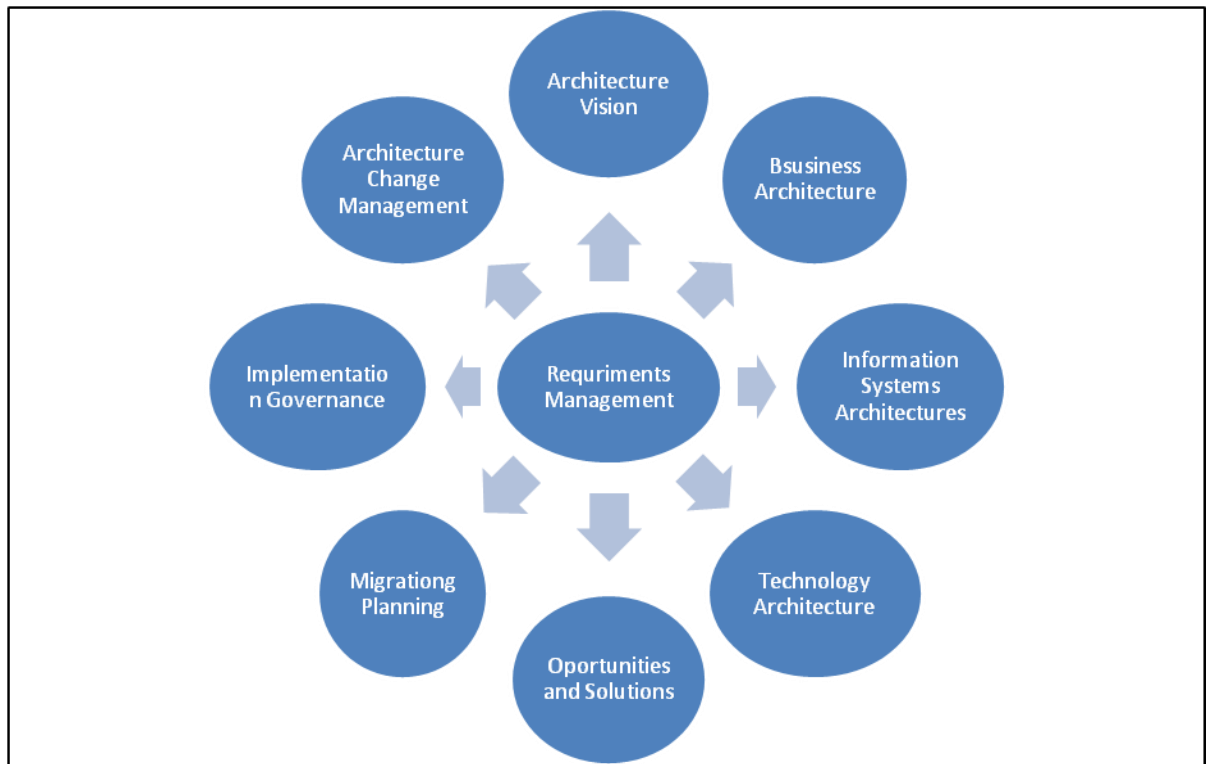 Architecture
Vision
Bsusiness
Architecture
Information
Systems
Architectures
Technology
Architecture
Oportunities
and Solutions
Migrationg
Planning
Implementatio
n Governance
Architecture
Change
Management
Requriments
Management